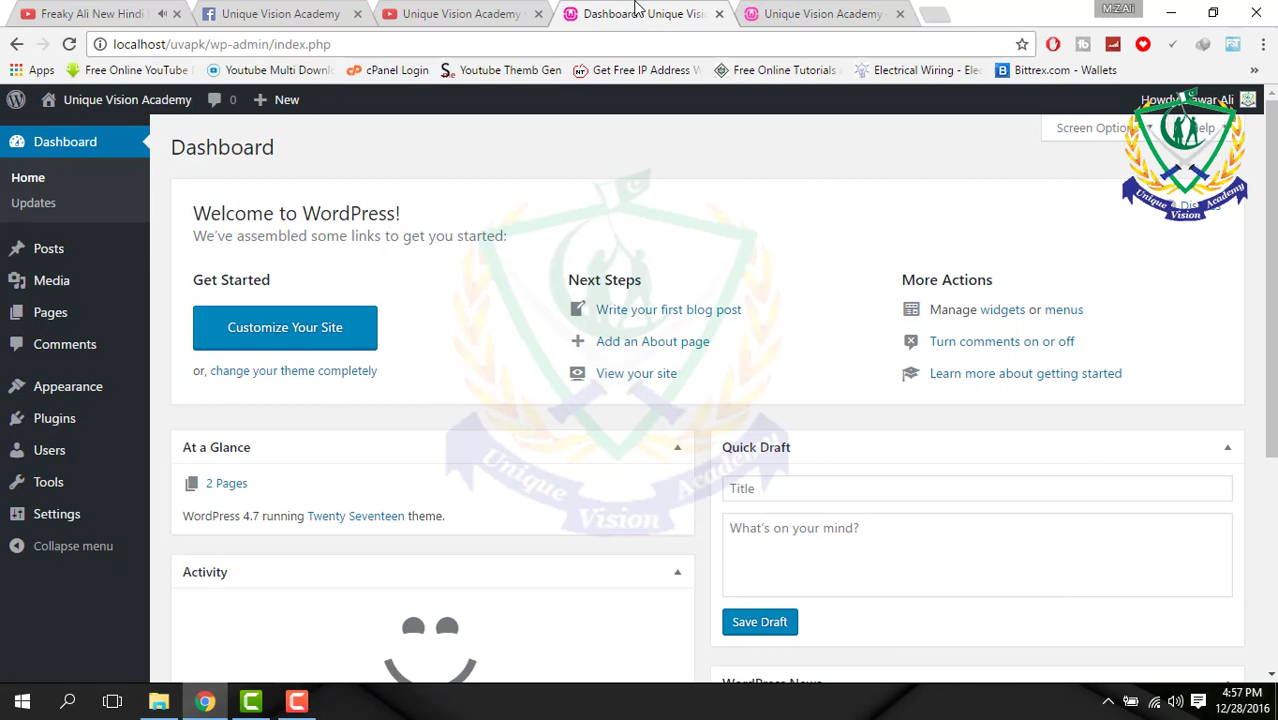 Freaky Ali New Hindi
Unique Vision Academy
Unique Vision Academy
Dashboard Unique Visi
Unique Vision Academy -
M.Z.Ali
localhost/uvapk/wp-admin/index.php
Apps
Free Online YouTube
Youtube Multi Downl
cPanel Login
Youtube Thumb Gen
Get Free IP Address
Free Online Tutorials
Electrical Wiring - Elec
Bittrex.com - Wallets
»
Unique Vision Academy
0
New
Howdy, war Ali
Dashboard
Home
Updates
Posts
Media
Pages
Comments
Appearance
Plugins
Users
Tools
Settings
Collapse menu
Dashboard
Screen Option
Help
Unique Vision Academy
Welcome to WordPress!
We've assembled some links to get you started:
Get Started
Customize Your Site
or, change your theme completely
Next Steps
Write your first blog post
Add an About page
View your site
More Actions
Manage widgets or menus
Turn comments on or off
Learn more about getting started
Unique Vision Academy
At a Glance
2 Pages
WordPress 4.7 running Twenty Seventeen theme.
Activity
Quick Draft
Title
What's on your mind?
Save Draft
WordPress News
4:57 PM
12/28/2016